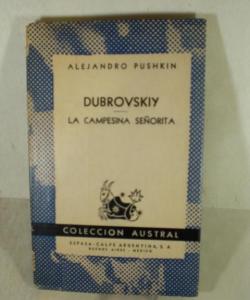 ALEJANDRO PUSHKIN
DUBROVSKIY
LA CAMPESINA SEÑORITA
COLECCION AUSTRAL
ESPASA-CALPE ARGENTINA, S. A.
BUENOS AIRES - MEXICO